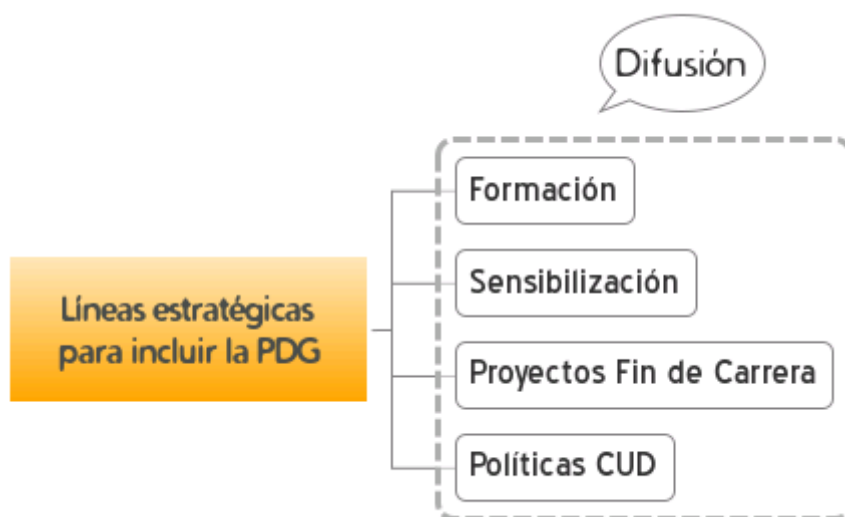 Difusión
Formación
Sensibilización
Líneas estratégicas
para incluir la PDG
Proyectos Fin de Carrera
Políticas CUD